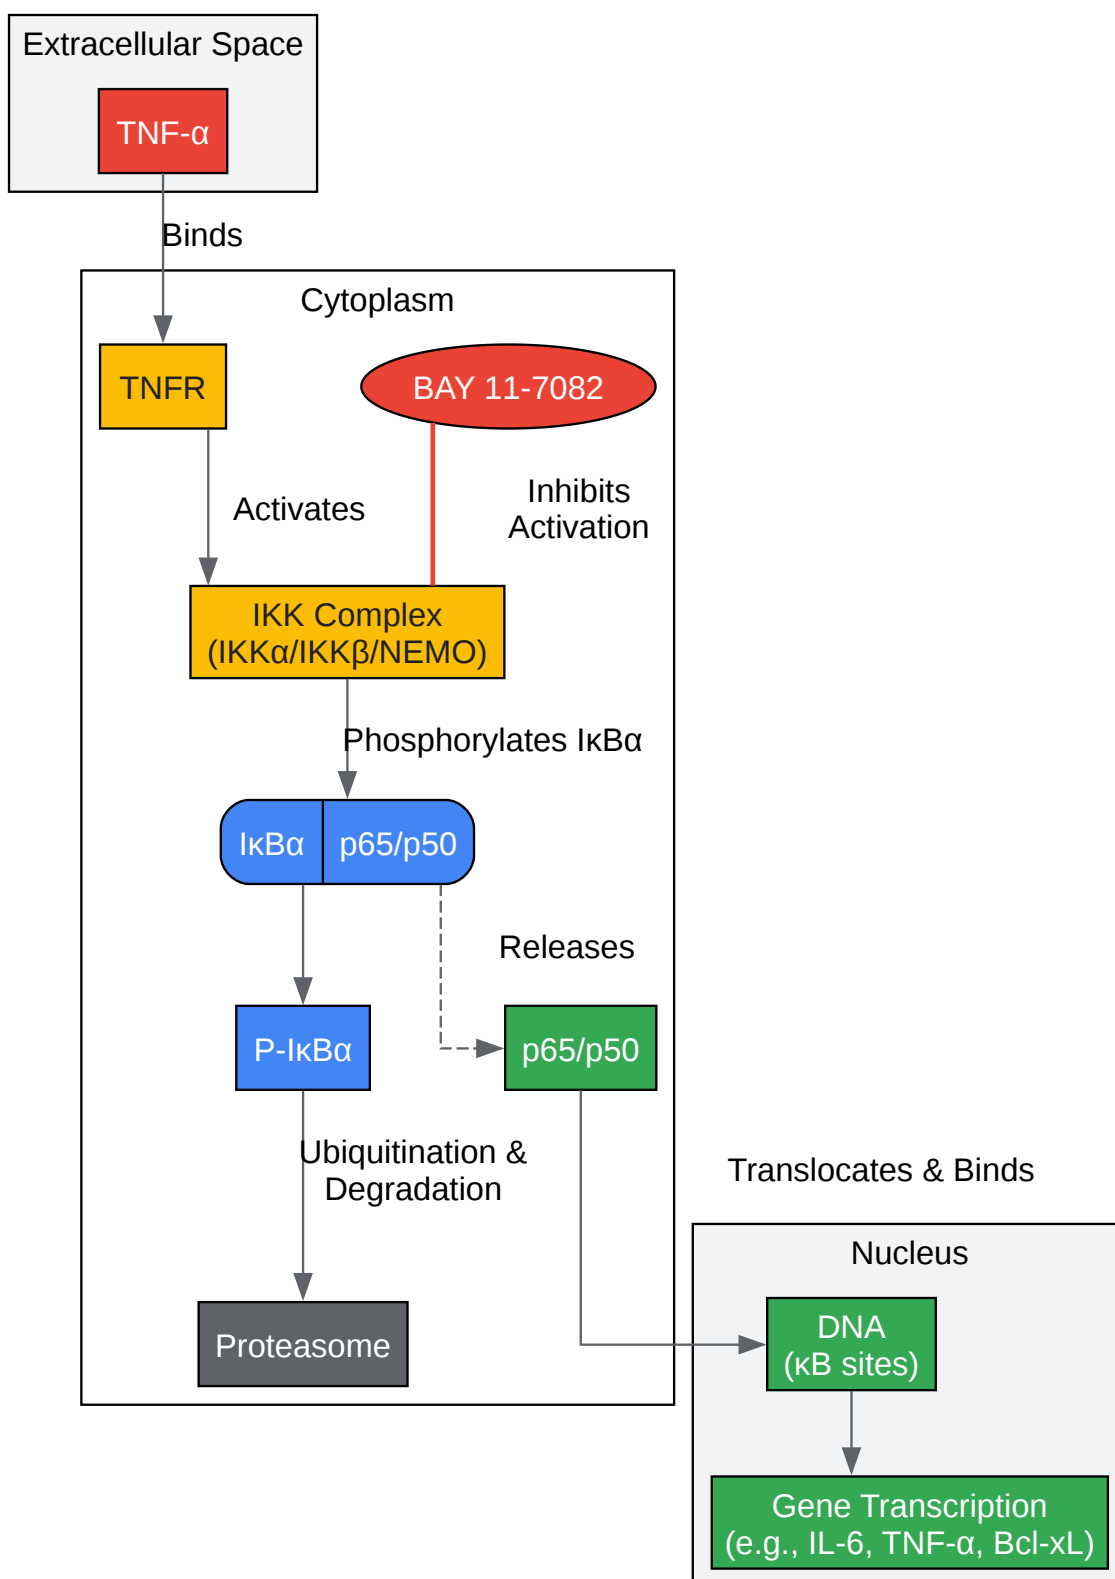 Extracellular Space
TNF-α
Binds
Cytoplasm
TNFR
BAY 11-7082
Activates
Inhibits
Activation
IKK Complex
(IKKα/IKKβ/NEMO)
Phosphorylates IκBα
IκBα
p65/p50
Releases
P-IκBα
p65/p50
Ubiquitination &
Degradation
Translocates & Binds
Nucleus
DNA
(κB sites)
Proteasome
Gene Transcription
(e.g., IL-6, TNF-α, Bcl-xL)